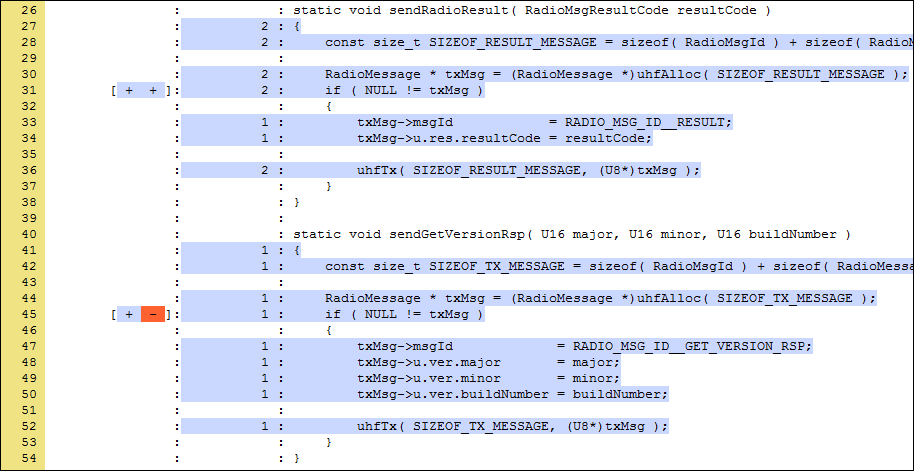 26 : : static void sendRadioResult( RadioMsgResultCode resultCode )
27 : 2 : {
28 : 2 :     const size_t SIZEOF_RESULT_MESSAGE = sizeof( RadioMsgId ) + sizeof( RadioM
29 : :
30 : 2 :     RadioMessage * txMsg = (RadioMessage *)uhfAlloc( SIZEOF_RESULT_MESSAGE );
31 [ + + ]: 2 :     if ( NULL != txMsg )
32 : :     {
33 : 1 :         txMsg->msgId            = RADIO_MSG_ID__RESULT;
34 : 1 :         txMsg->u.res.resultCode = resultCode;
35 : :
36 : 2 :         uhfTx( SIZEOF_RESULT_MESSAGE, (U8*)txMsg );
37 : :     }
38 : : }
39 : :
40 : : static void sendGetVersionRsp( U16 major, U16 minor, U16 buildNumber )
41 : 1 : {
42 : 1 :     const size_t SIZEOF_TX_MESSAGE = sizeof( RadioMsgId ) + sizeof( RadioMessa
43 : :
44 : 1 :     RadioMessage * txMsg = (RadioMessage *)uhfAlloc( SIZEOF_TX_MESSAGE );
45 [ + - ]: 1 :     if ( NULL != txMsg )
46 : :     {
47 : 1 :         txMsg->msgId             = RADIO_MSG_ID__GET_VERSION_RSP;
48 : 1 :         txMsg->u.ver.major       = major;
49 : 1 :         txMsg->u.ver.minor       = minor;
50 : 1 :         txMsg->u.ver.buildNumber = buildNumber;
51 : :
52 : 1 :         uhfTx( SIZEOF_TX_MESSAGE, (U8*)txMsg );
53 : :     }
54 : : }